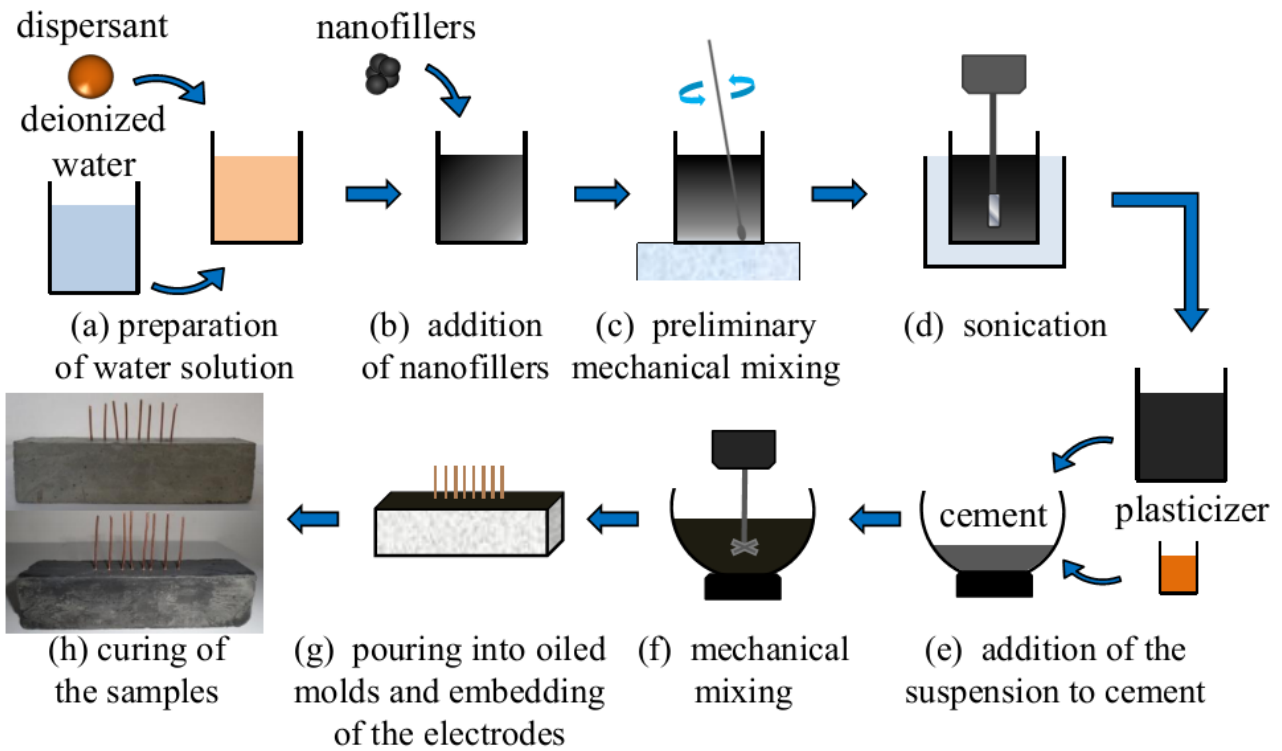 dispersant
deionized
water
nanofillers
(a) preparation
of water solution
(b) addition
of nanofillers
(c) preliminary
mechanical mixing
(d) sonication
plasticizer
cement
(e) addition of the
suspension to cement
(f) mechanical
mixing
(g) pouring into oiled
molds and embedding
of the electrodes
(h) curing of
the samples